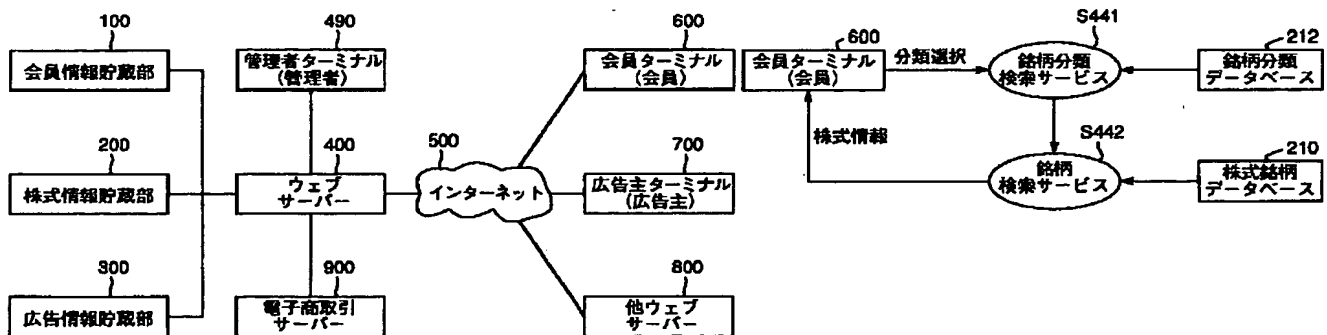 100
会員情報貯蔵部
200
株式情報貯蔵部
300
広告情報貯蔵部
490
管理者ターミナル
(管理者)
400
ウェブ
サーバー
900
電子商取引
サーバー
500
インターネット
600
会員ターミナル
(会員)
700
広告主ターミナル
(広告主)
800
他ウェブ
サーバー
600
会員ターミナル
(会員)
分類選択
株式情報
S441
銘柄分類
検索サービス
S442
銘柄
検索サービス
212
銘柄分類
データベース
210
株式銘柄
データベース